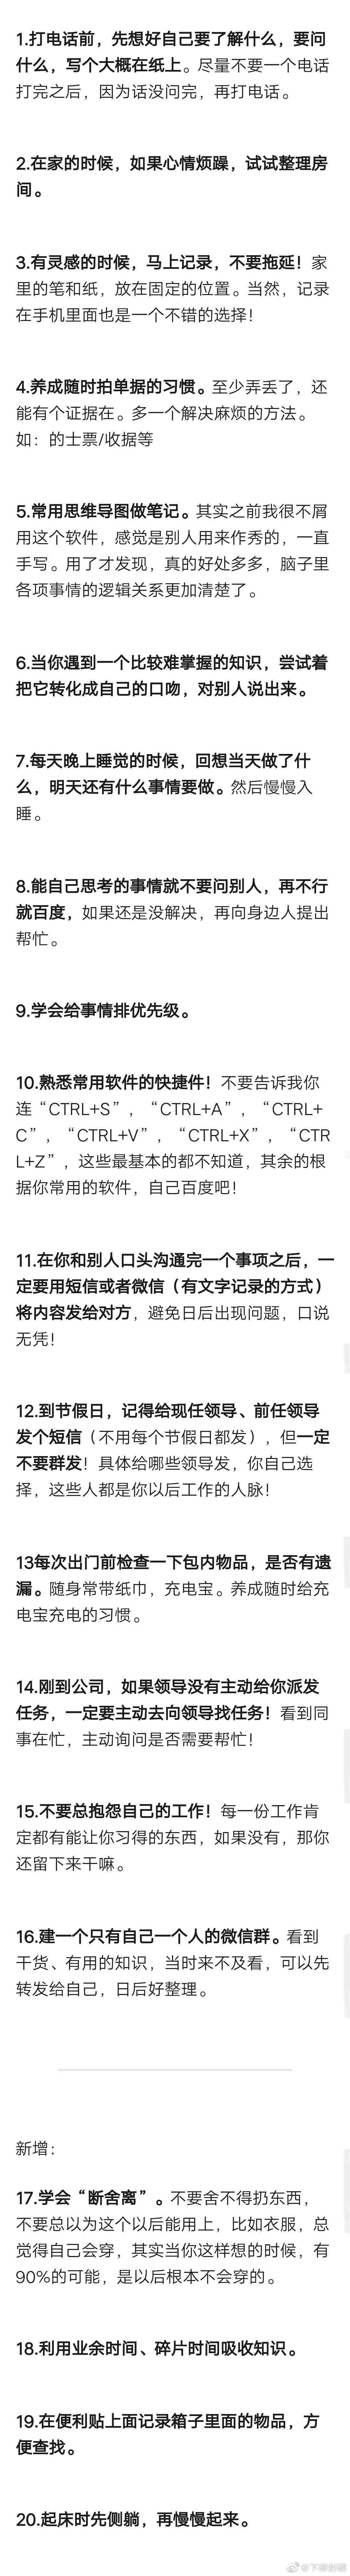 1.打电话前，先想好自己要了解什么，要问
什么，写个大概在纸上。尽量不要一个电话
打完之后，因为话没问完，再打电话。
2.在家的时候，如果心情烦躁，试试整理房
间。
3.有灵感的时候，马上记录，不要拖延！家
里的笔和纸，放在固定的位置。当然，记录
在手机里面也是一个不错的选择！
4.养成随时拍单据的习惯。至少弄丢了，还
能有个证据在。多一个解决麻烦的方法。
如：的士票/收据等
5.常用思维导图做笔记。其实之前我很不屑
用这个软件，感觉是别人用来作秀的，一直
手写。用了才发现，真的好处多多，脑子里
各项事情的逻辑关系更加清楚了。
6.当你遇到一个比较难掌握的知识，尝试着
把它转化成自己的口吻，对别人说出来。
7.每天晚上睡觉的时候，回想当天做了什
么，明天还有什么事情要做。然后慢慢入
睡。
8.能自己思考的事情就不要问别人，再不行
就百度，如果还是没解决，再向身边人提出
帮忙。
9.学会给事情排优先级。
10.熟悉常用软件的快捷件！不要告诉我你
连“CTRL+S”，“CTRL+A”，“CTRL+
C”，“CTRL+V”，“CTRL+X”，“CTR
L+Z”，这些最基本的都不知道，其余的根
据你常用的软件，自己百度吧！
11.在你和别人口头沟通完一个事项之后，一
定要用短信或者微信（有文字记录的方式）
将内容发给对方，避免日后出现问题，口说
无凭！
12.到节假日，记得给现任领导、前任领导
发个短信（不用每个节假日都发），但一定
不要群发！具体给哪些领导发，你自己选
择，这些人都是你以后工作的人脉！
13每次出门前检查一下包内物品，是否有遗
漏。随身常带纸巾，充电宝。养成随时给充
电宝充电的习惯。
14.刚到公司，如果领导没有主动给你派发
任务，一定要主动去向领导找任务！看到同
事在忙，主动询问是否需要帮忙！
15.不要总抱怨自己的工作！每一份工作肯
定都有能让你习得的东西，如果没有，那你
还留下来干嘛。
16.建一个只有自己一个人的微信群。看到
干货、有用的知识，当时来不及看，可以先
转发给自己，日后好整理。
新增：
17.学会“断舍离”。不要舍不得扔东西，
不要总以为这个以后能用上，比如衣服，总
觉得自己会穿，其实当你这样想的时候，有
90%的可能，是以后根本不会穿的。
18.利用业余时间、碎片时间吸收知识。
19.在便利贴上面记录箱子里面的物品，方
便查找。
20.起床时先侧躺，再慢慢起来。